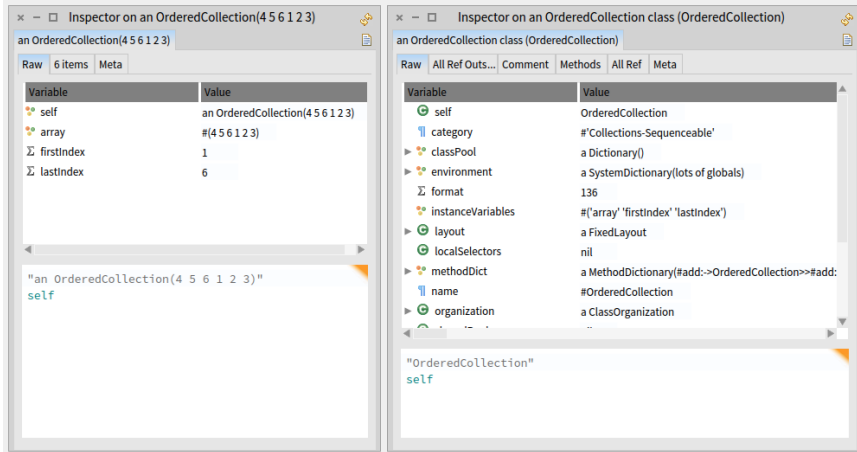 Inspector on an OrderedCollection(4 5 6 1 2 3)
an OrderedCollection(4 5 6 1 2 3)
Raw 6 items Meta
Variable Value
self an OrderedCollection(4 5 6 1 2 3)
array #(4 5 6 1 2 3)
Σ firstIndex 1
Σ lastIndex 6
"an OrderedCollection(4 5 6 1 2 3)"
self
Inspector on an OrderedCollection class (OrderedCollection)
an OrderedCollection class (OrderedCollection)
Raw All Ref Outs... Comment Methods All Ref Meta
Variable Value
C self OrderedCollection
¶ category #'Collections-Sequenceable'
classPool a Dictionary()
environment a SystemDictionary(lots of globals)
Σ format 136
instanceVariables #('array' 'firstIndex' 'lastIndex')
C layout a FixedLayout
C localSelectors nil
methodDict a MethodDictionary(#add:->OrderedCollection>>#add:
¶ name #OrderedCollection
C organization a ClassOrganization
"OrderedCollection"
self